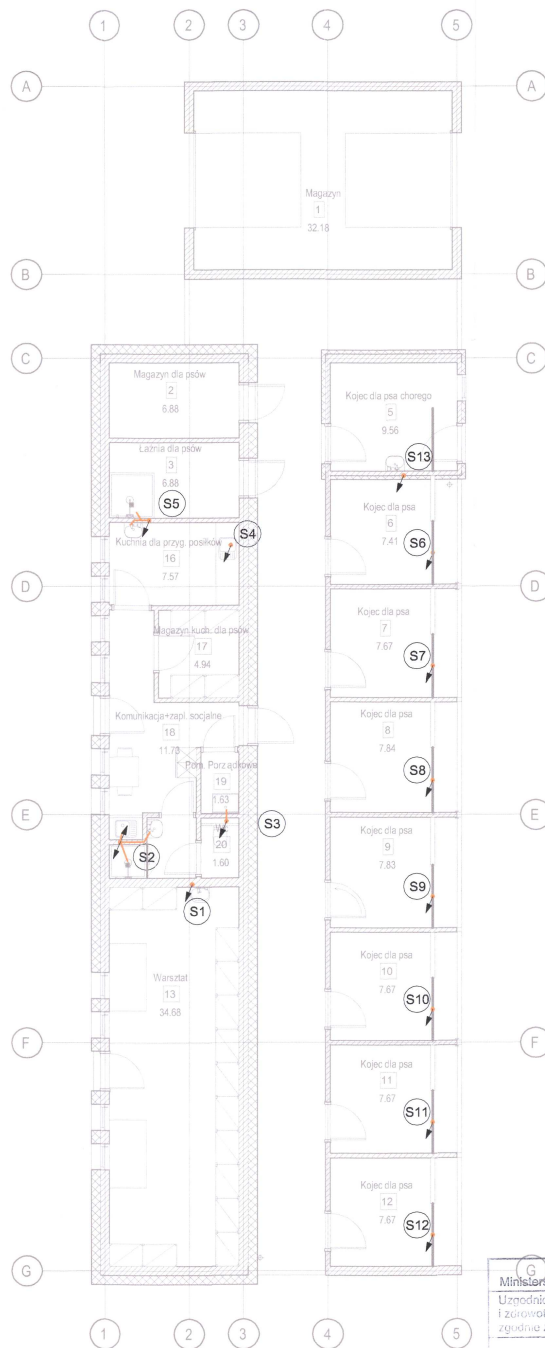 1 2 3 4 5
A A
Magazyn
1
32.18
B B
C C
Magazyn dla psów
2
6.88
Kojec dla psa chorego
5
9.56
Łaźnia dla psów
3
6.88
S13
S5
Kojec dla psa
6
7.41
S4
Kuchnia dla przyg. posiłków
16
7.57
S6
D D
Kojec dla psa
7
7.67
Magazyn kuch. dla psów
17
4.94
S7
Komunikacja+zapl. socjalne
18
11.73
Kojec dla psa
8
7.84
Pom. Porządkowe
19
1.63
S8
E E
S3
Kojec dla psa
9
7.83
20
1.60
S2
S9
S1
Kojec dla psa
10
7.67
Warsztat
13
34.68
S10
F F
Kojec dla psa
11
7.67
S11
Kojec dla psa
12
7.67
S12
G G
1 2 3 4 5